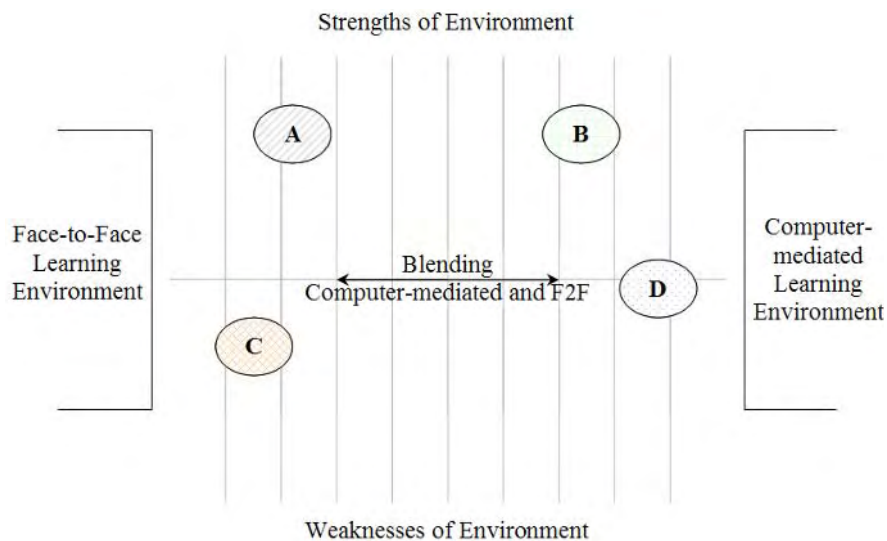 Strengths of Environment
A
B
Face-to-Face
Learning
Environment
Blending
Computer-mediated and F2F
D
Computer-
mediated
Learning
Environment
C
Weaknesses of Environment